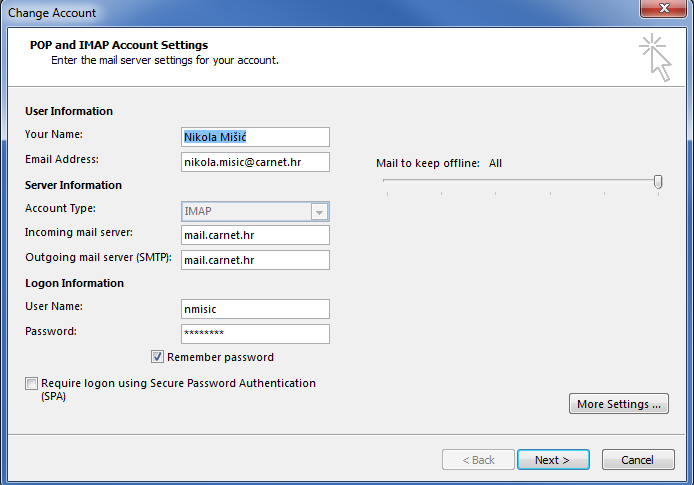 Change Account
POP and IMAP Account Settings
Enter the mail server settings for your account.
User Information
Your Name: Nikola Mišić
Email Address: nikola.misic@carnet.hr
Mail to keep offline: All
Server Information
Account Type: IMAP
Incoming mail server: mail.carnet.hr
Outgoing mail server (SMTP): mail.carnet.hr
Logon Information
User Name: nmisic
Password: ********
Remember password
Require logon using Secure Password Authentication
(SPA)
More Settings ...
< Back Next > Cancel